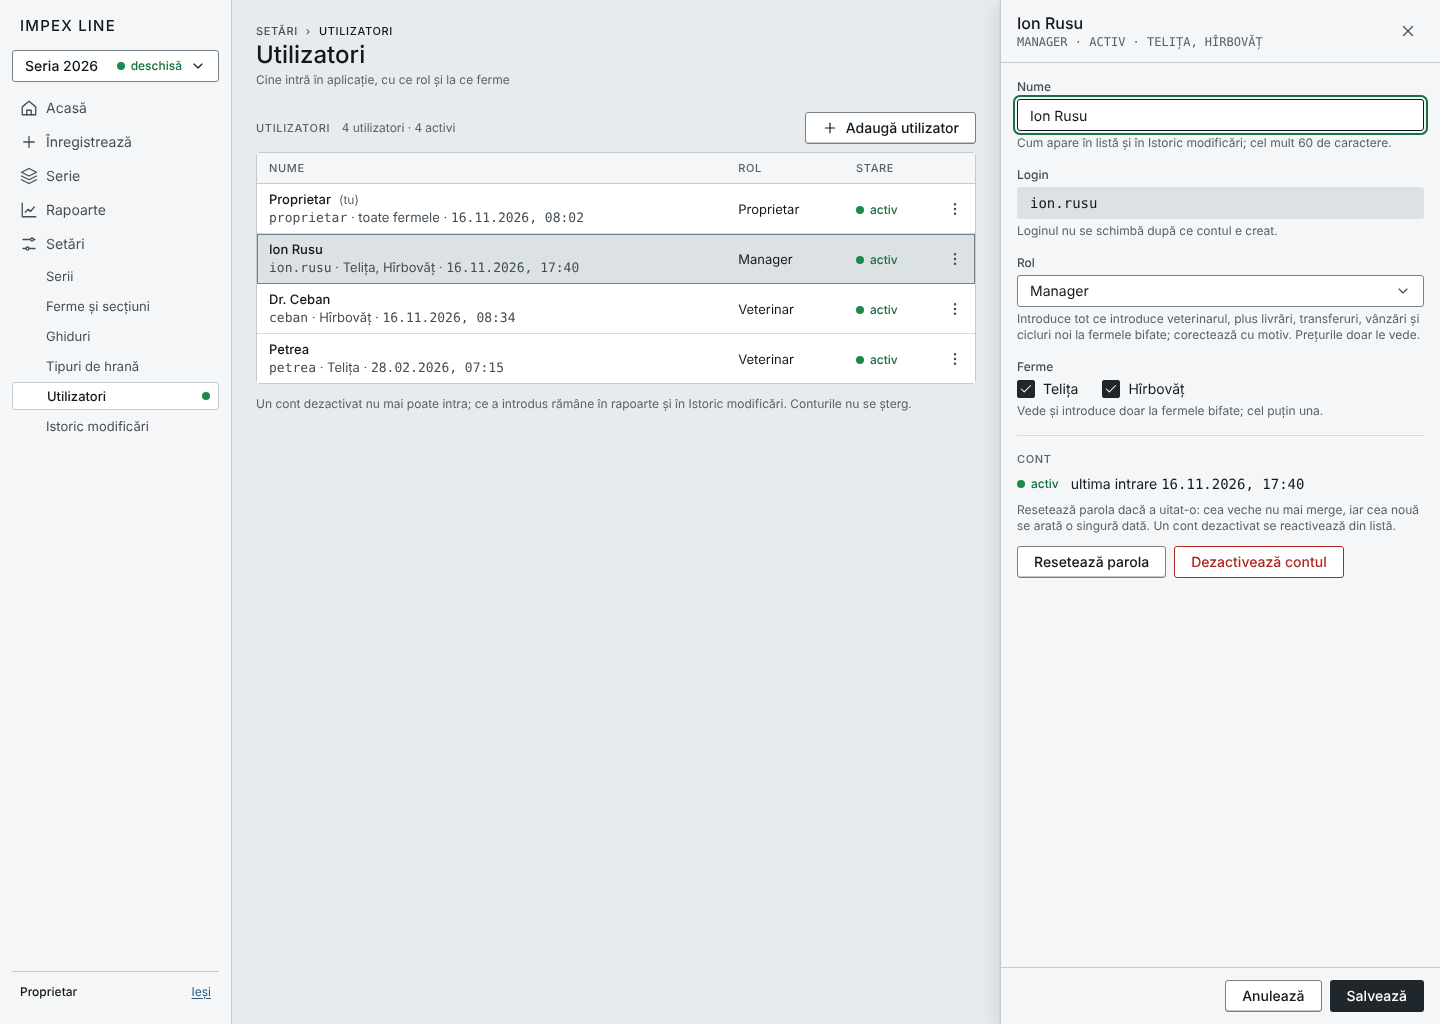 IMPEX LINE
Seria 2026 deschisă
Acasă
Înregistrează
Serie
Rapoarte
Setări
Serii
Ferme și secțiuni
Ghiduri
Tipuri de hrană
Utilizatori
Istoric modificări
Proprietar Ieși
SETĂRI › UTILIZATORI
Utilizatori
Cine intră în aplicație, cu ce rol și la ce ferme
UTILIZATORI 4 utilizatori · 4 activi
Adaugă utilizator
NUME ROL STARE
Proprietar (tu)
proprietar · toate fermele · 16.11.2026, 08:02
Proprietar activ
Ion Rusu
ion.rusu · Telița, Hîrbovăț · 16.11.2026, 17:40
Manager activ
Dr. Ceban
ceban · Hîrbovăț · 16.11.2026, 08:34
Veterinar activ
Petrea
petrea · Telița · 28.02.2026, 07:15
Veterinar activ
Un cont dezactivat nu mai poate intra; ce a introdus rămâne în rapoarte și în Istoric modificări. Conturile nu se șterg.
Ion Rusu
MANAGER · ACTIV · TELIȚA, HÎRBOVĂȚ
Nume
Ion Rusu
Cum apare în listă și în Istoric modificări; cel mult 60 de caractere.
Login
ion.rusu
Loginul nu se schimbă după ce contul e creat.
Rol
Manager
Introduce tot ce introduce veterinarul, plus livrări, transferuri, vânzări și
cicluri noi la fermele bifate; corectează cu motiv. Prețurile doar le vede.
Ferme
Telița Hîrbovăț
Vede și introduce doar la fermele bifate; cel puțin una.
CONT
activ ultima intrare 16.11.2026, 17:40
Resetează parola dacă a uitat-o: cea veche nu mai merge, iar cea nouă
se arată o singură dată. Un cont dezactivat se reactivează din listă.
Resetează parola Dezactivează contul
Anulează Salvează